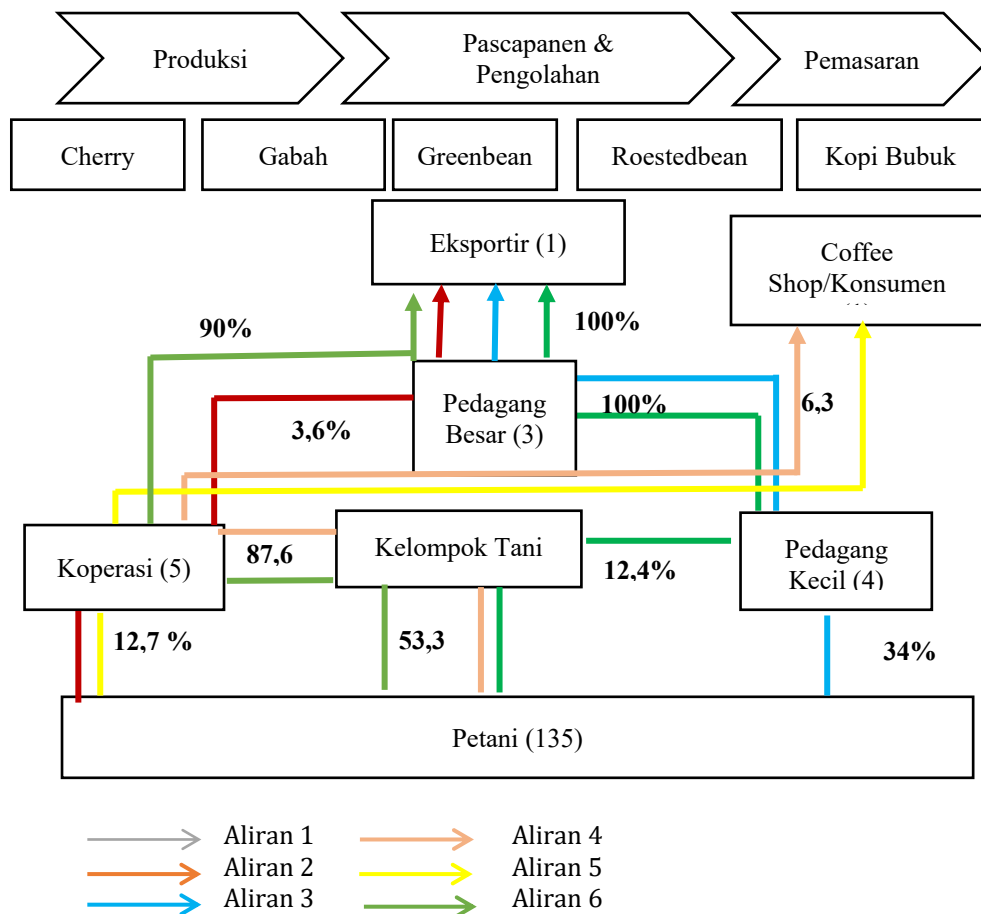 Produksi
Pascapanen &
Pengolahan
Pemasaran
Cherry
Gabah
Greenbean
Roestedbean
Kopi Bubuk
Eksportir (1)
Coffee
Shop/Konsumen
90%
100%
Pedagang
Besar (3)
3,6%
100%
6,3
Koperasi (5)
87,6
Kelompok Tani
12,4%
Pedagang
Kecil (4)
12,7 %
53,3
34%
Petani (135)
Aliran 1
Aliran 4
Aliran 2
Aliran 5
Aliran 3
Aliran 6